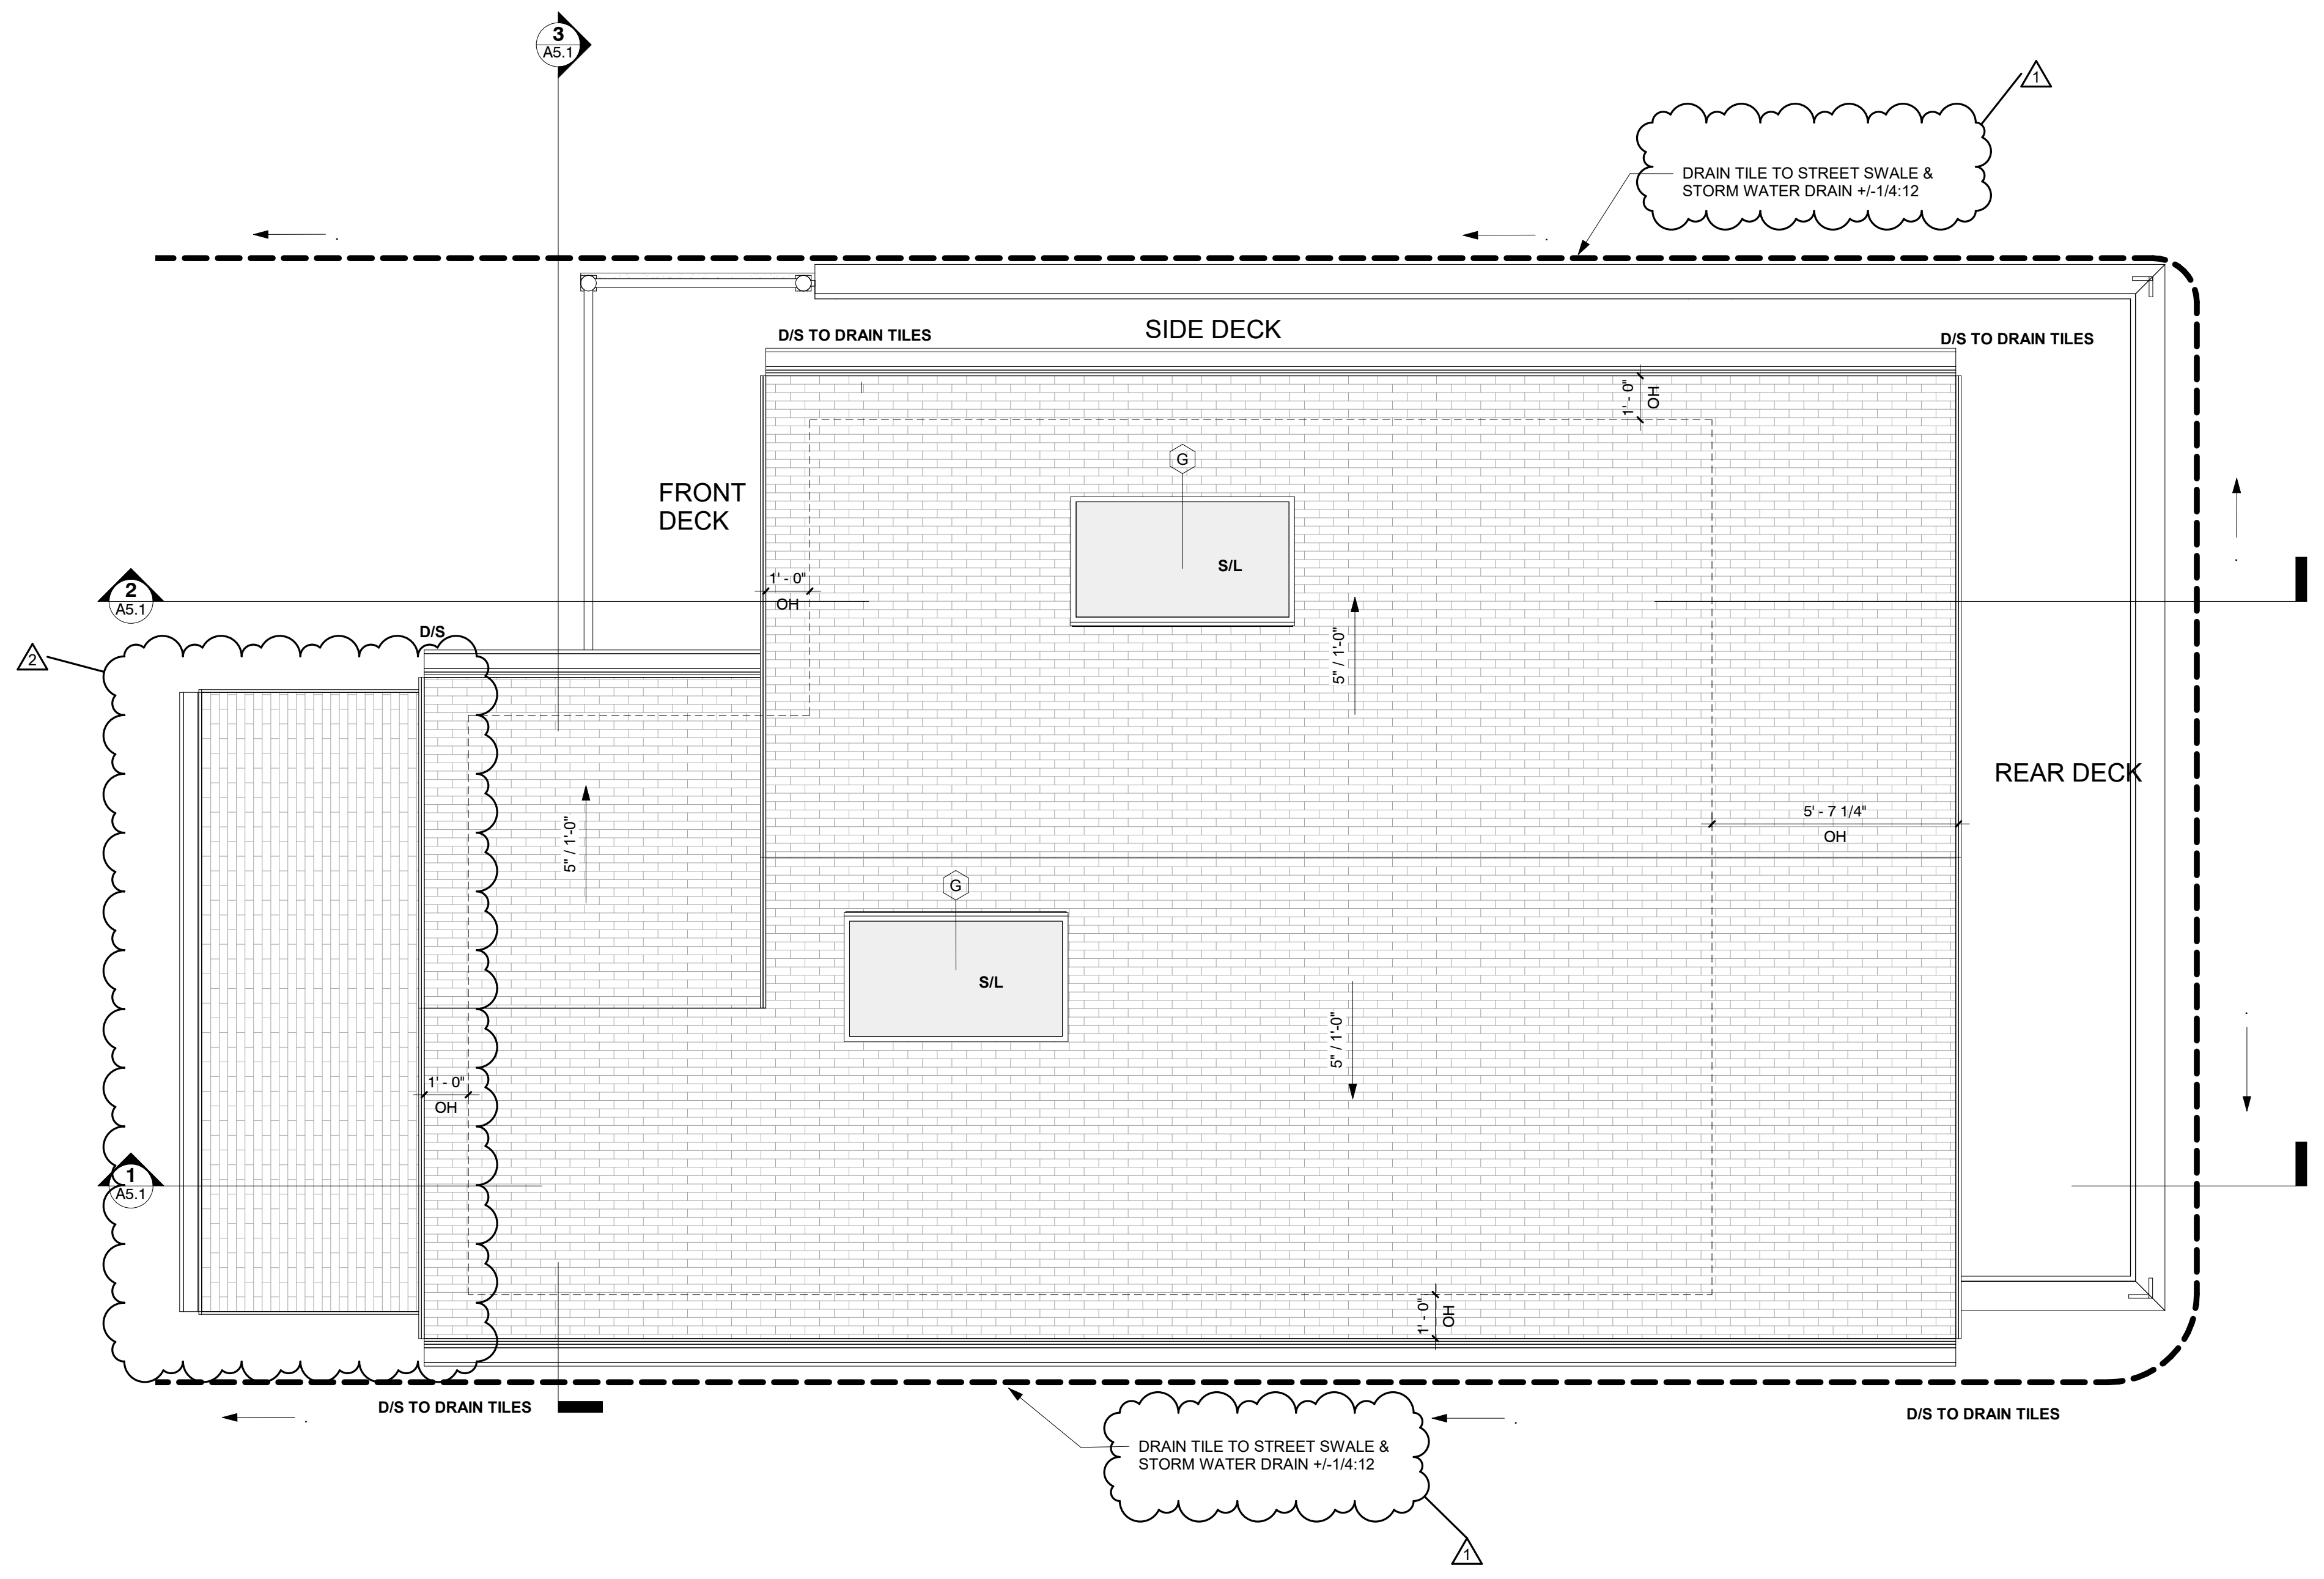 3
A5.1
1
DRAIN TILE TO STREET SWALE &
STORM WATER DRAIN +/-1/4:12
SIDE DECK
D/S TO DRAIN TILES
D/S TO DRAIN TILES
1' - 0"
OH
G
FRONT
DECK
S/L
1' - 0"
OH
2
A5.1
D/S
2
5" / 1'-0"
REAR DECK
5' - 7 1/4"
OH
5" / 1'-0"
G
S/L
5" / 1'-0"
1' - 0"
OH
1
A5.1
1' - 0"
OH
D/S TO DRAIN TILES
D/S TO DRAIN TILES
DRAIN TILE TO STREET SWALE &
STORM WATER DRAIN +/-1/4:12
1